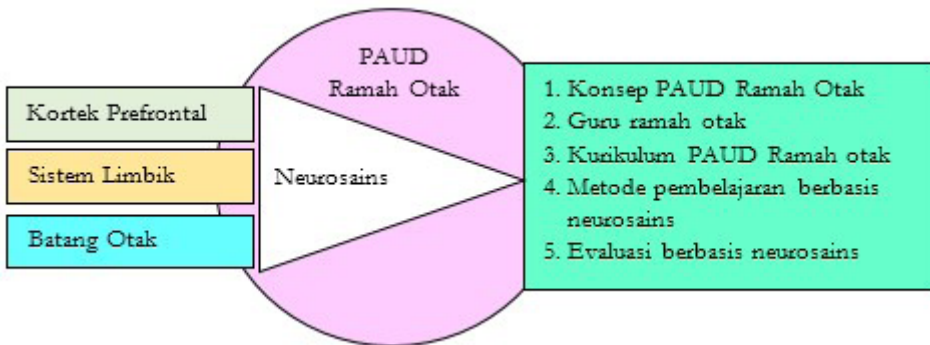 PAUD
Ramah Otak
Kortek Prefrontal
Sistem Limbik
Batang Otak
Neurosains
1. Konsep PAUD Ramah Otak
2. Guru ramah otak
3. Kurikulum PAUD Ramah otak
4. Metode pembelajaran berbasis
neurosains
5. Evaluasi berbasis neurosains